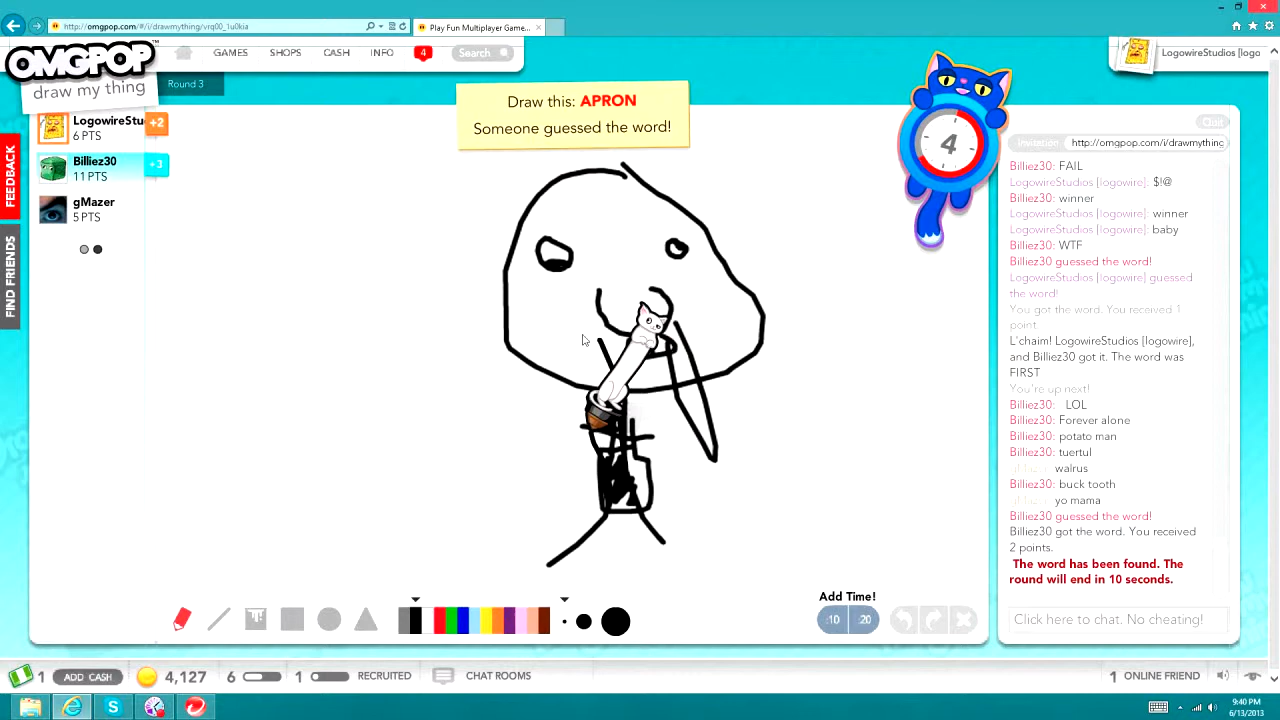 http://omgpop.com/#/i/drawmything/vrq00_1u0kia
Play Fun Multiplayer Game...
OMGPOP
draw my thing
GAMES
SHOPS
CASH
INFO
4
Search
LogowireStudios [logo
Round 3
FEEDBACK
FIND FRIENDS
LogowireStu
+2
6 PTS
Billiez30
+3
11 PTS
gMazer
5 PTS
Draw this: APRON
Someone guessed the word!
4
Quit
Invitation
http://omgpop.com/i/drawmything
Billiez30: FAIL
LogowireStudios [logowire]: $!@
Billiez30: winner
LogowireStudios [logowire]: winner
LogowireStudios [logowire]: baby
Billiez30: WTF
Billiez30 guessed the word!
LogowireStudios [logowire] guessed
the word!
You got the word. You received 1
point.
L'chaim! LogowireStudios [logowire],
and Billiez30 got it. The word was
FIRST
You're up next!
Billiez30: LOL
Billiez30: Forever alone
Billiez30: potato man
Billiez30: tuertul
walrus
Billiez30: buck tooth
yo mama
Billiez30 guessed the word!
Billiez30 got the word. You received
2 points.
The word has been found. The
round will end in 10 seconds.
Click here to chat. No cheating!
Add Time!
:10
:20
1
ADD CASH
4,127
6
1
RECRUITED
CHAT ROOMS
1 ONLINE FRIEND
9:40 PM
6/13/2013